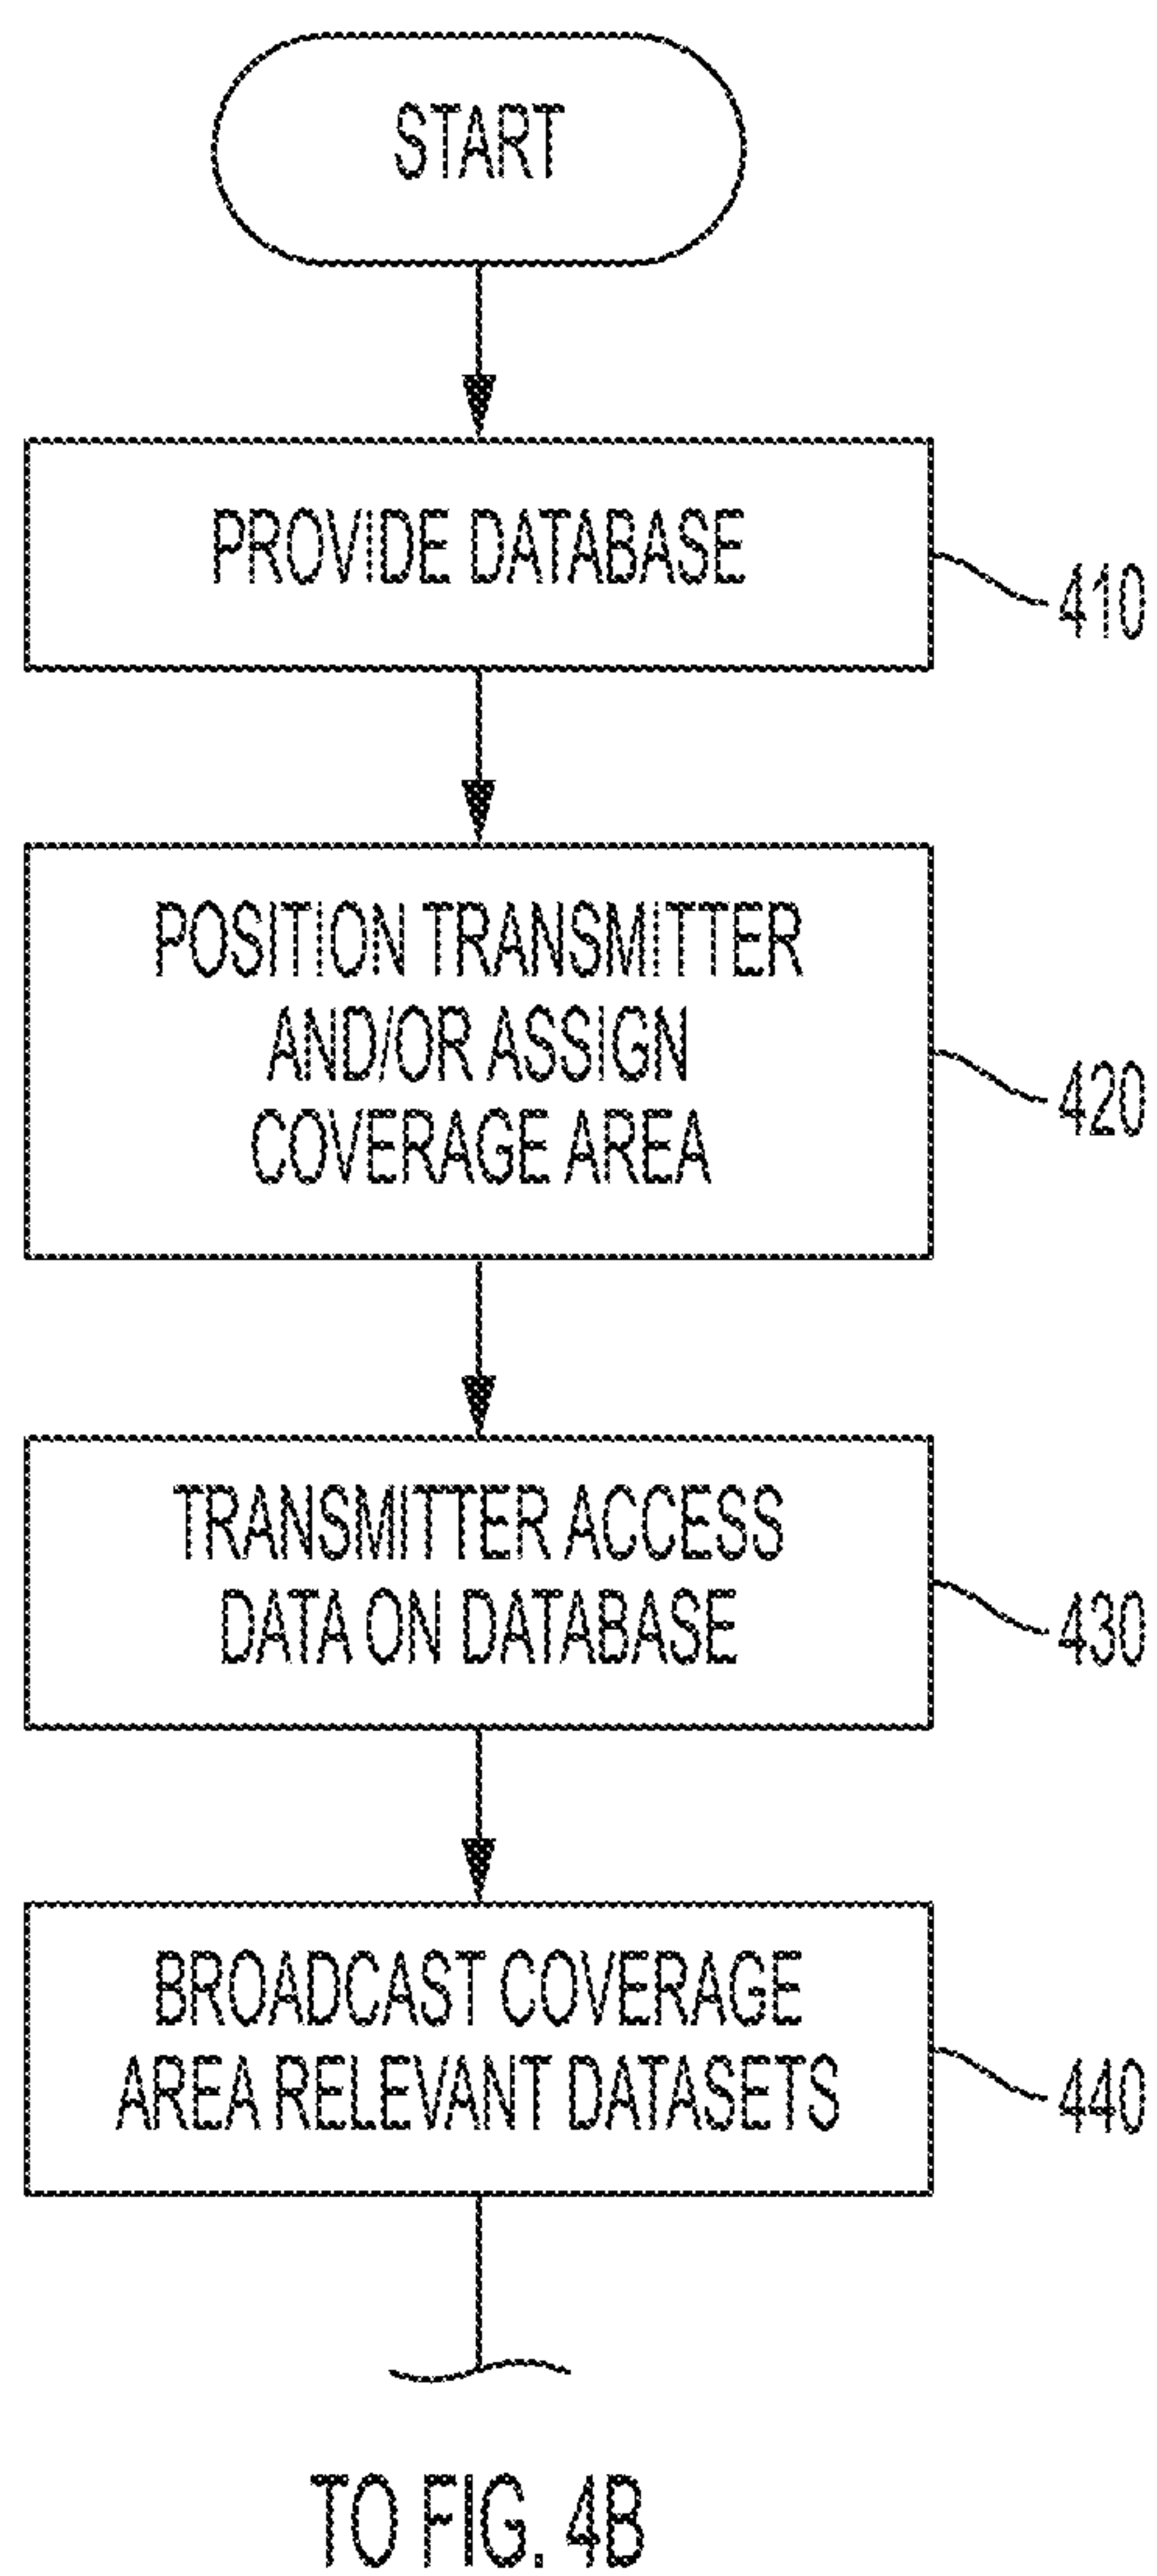 START
PROVIDE DATABASE
410
POSITION TRANSMITTER
AND/OR ASSIGN
COVERAGE AREA
420
TRANSMITTER ACCESS
DATA ON DATABASE
430
BROADCAST COVERAGE
AREA RELEVANT DATASETS
440
TO FIG. 4B